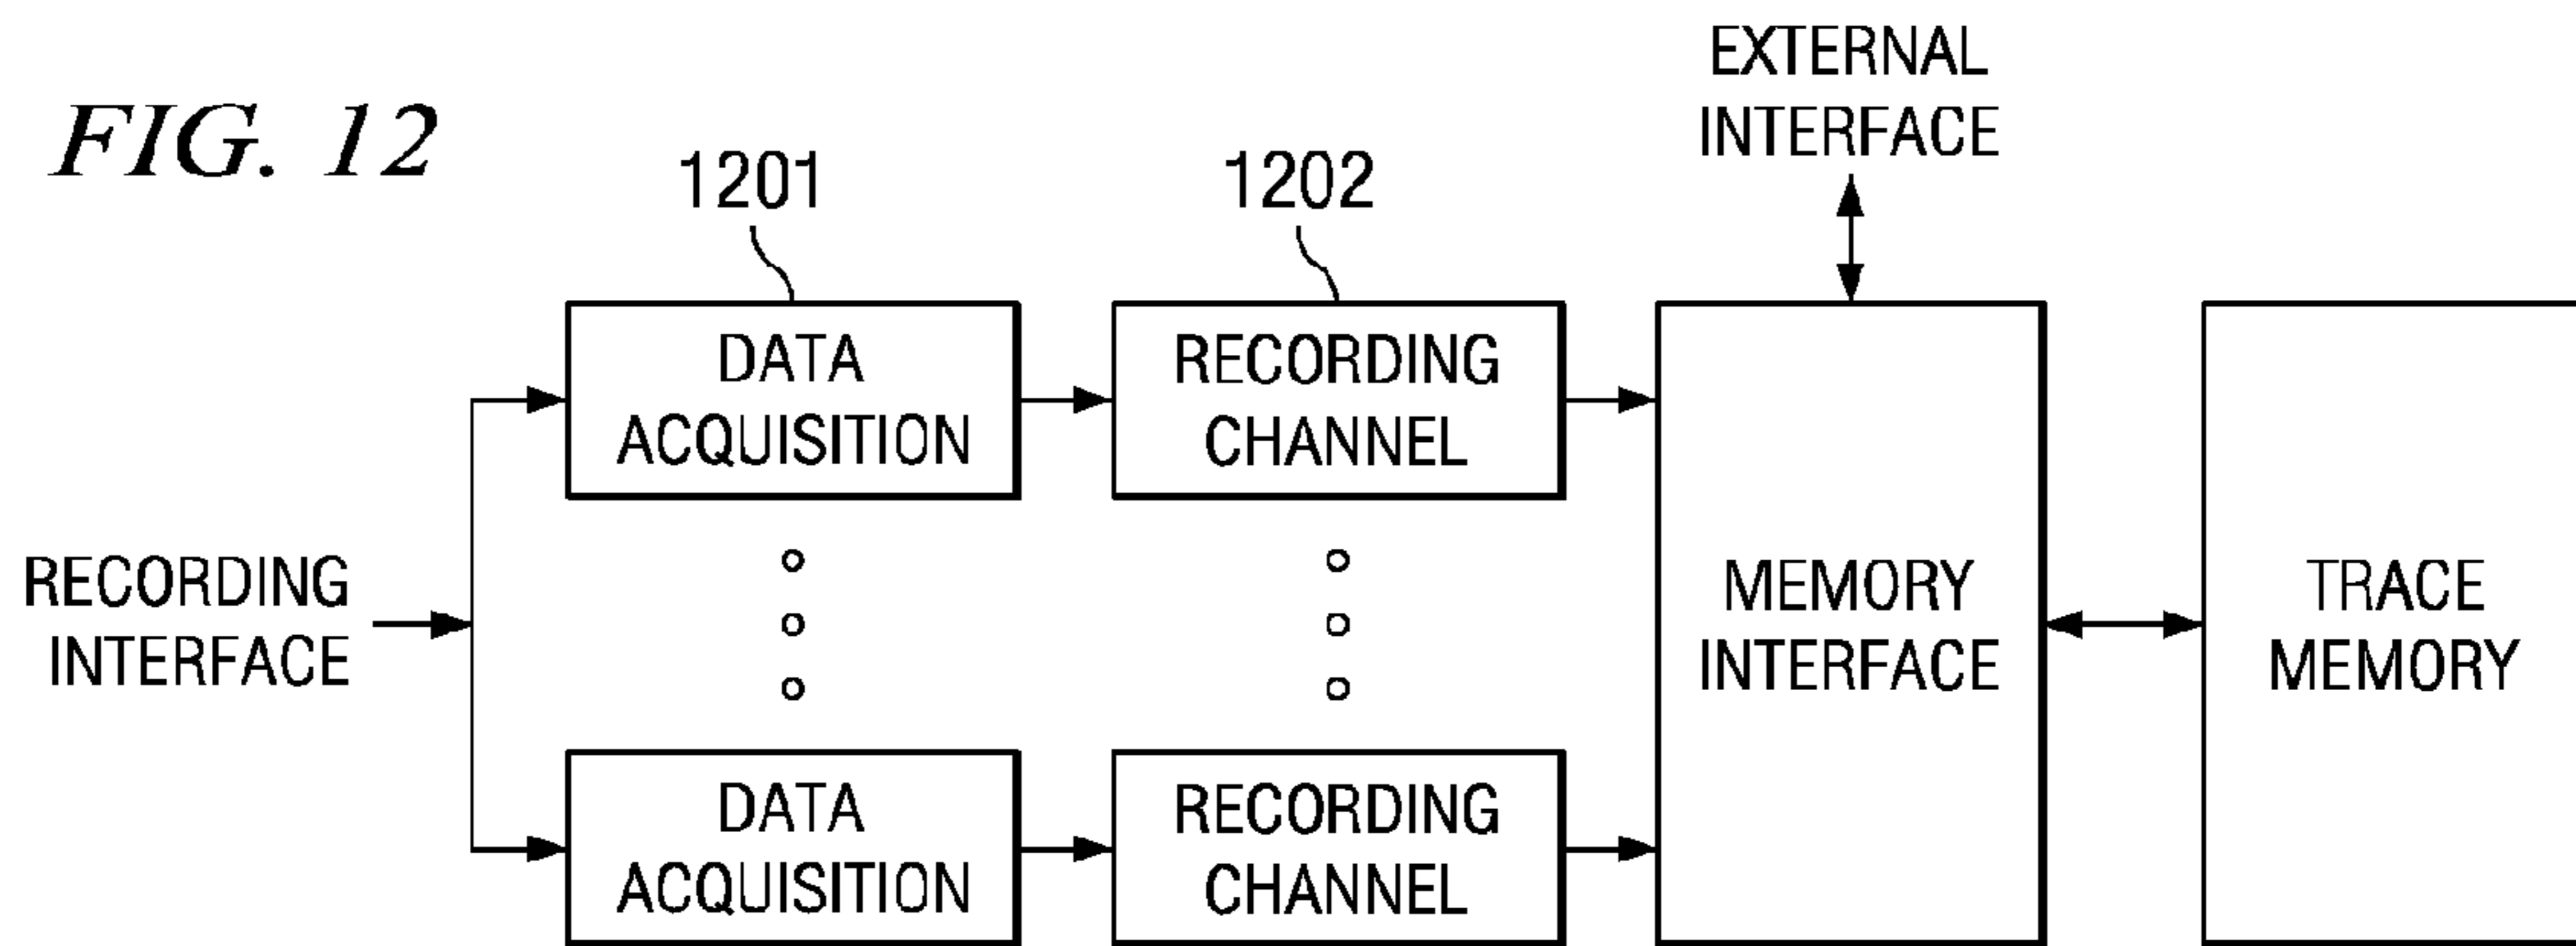 FIG. 12
1201
1202
EXTERNAL
INTERFACE
RECORDING
INTERFACE
DATA
ACQUISITION
RECORDING
CHANNEL
DATA
ACQUISITION
RECORDING
CHANNEL
MEMORY
INTERFACE
TRACE
MEMORY